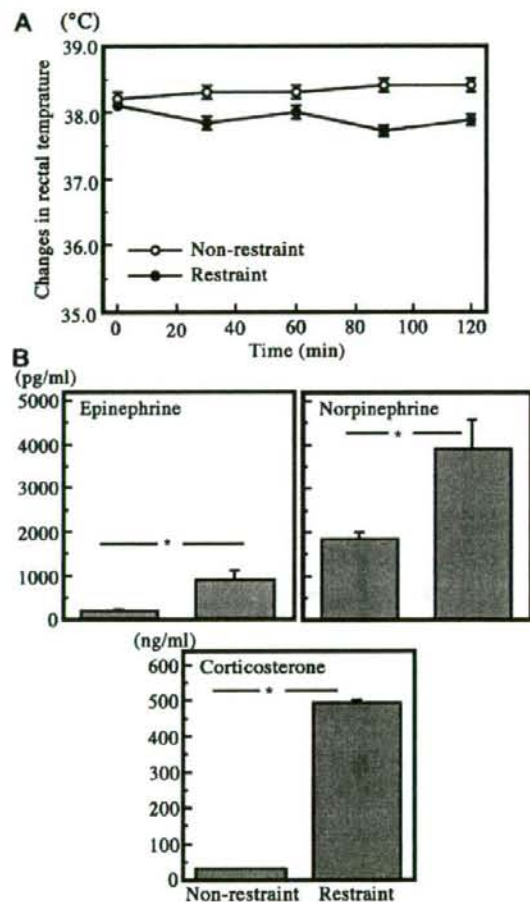 A (°C)
Changes in rectal temprature
39.0
38.0
37.0
36.0
35.0
Non-restraint
Restraint
0 20 40 60 80 100 120
Time (min)
B
(pg/ml)
5000
4000
3000
2000
1000
0
Epinephrine
*
Norpinephrine
*
(ng/ml)
600
500
400
300
200
100
0
Corticosterone
*
Non-restraint Restraint